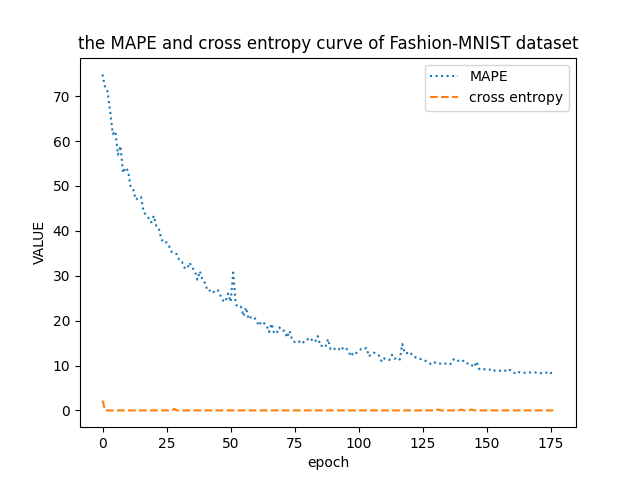 the MAPE and cross entropy curve of Fashion-MNIST dataset
MAPE
cross entropy
VALUE
70
60
50
40
30
20
10
0
0 25 50 75 100 125 150 175
epoch